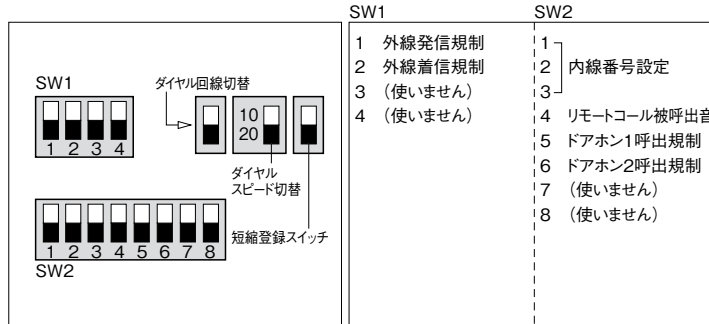 SW1
ダイヤル回線切替
10
20
1 2 3 4
ダイヤル
スピード切替
短縮登録スイッチ
1 2 3 4 5 6 7 8
SW2
SW1
1 外線発信規制
2 外線着信規制
3 （使いません）
4 （使いません）
SW2
1
2 内線番号設定
3
4 リモートコール被呼出音
5 ドアホン1呼出規制
6 ドアホン2呼出規制
7 （使いません）
8 （使いません）